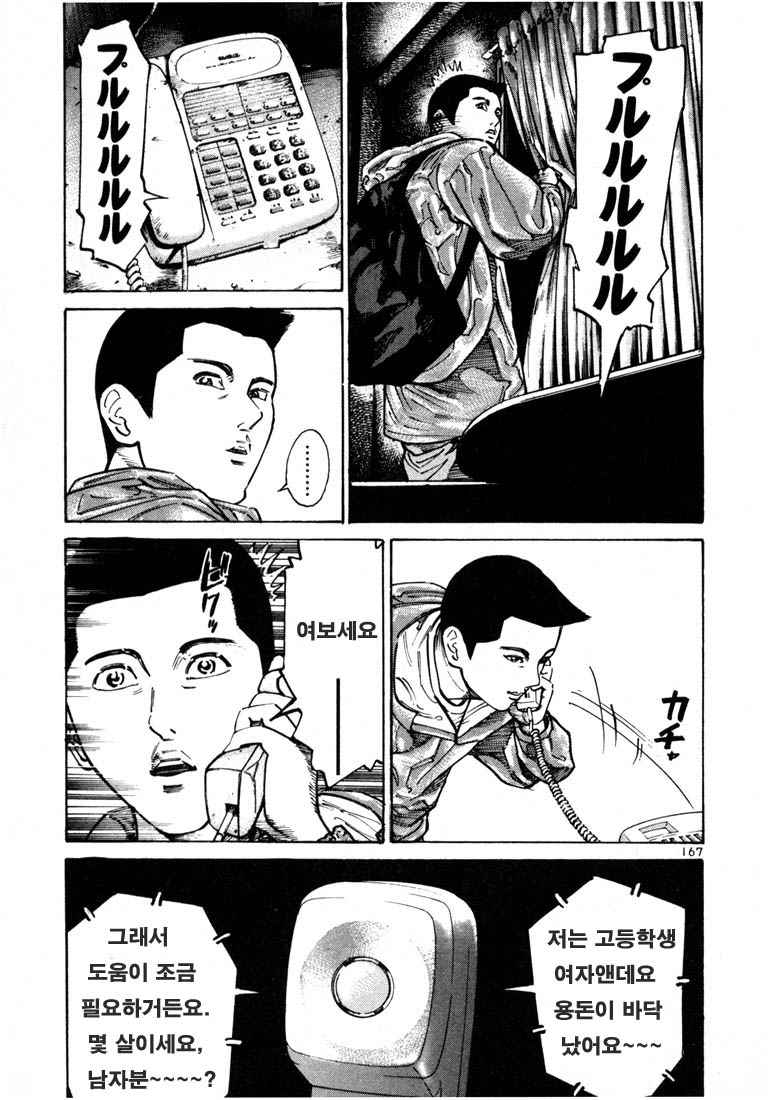 プルルルルル
プルルルルル
………
カチャ
ビクッ
여보세요
167
저는 고등학생
여자앤데요
용돈이 바닥
났어요~~~
그래서
도움이 조금
필요하거든요.
몇 살이세요,
남자분~~~~?